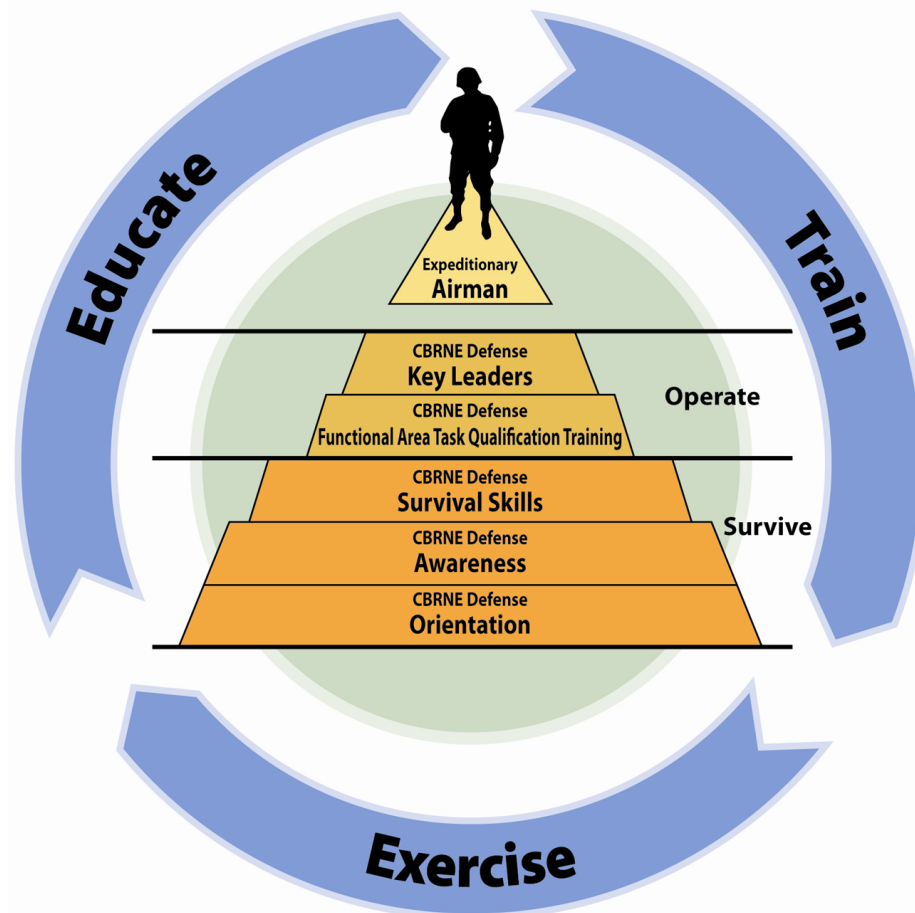 Educate
Train
Expeditionary
Airman
CBRNE Defense
Key Leaders
Operate
CBRNE Defense
Functional Area Task Qualification Training
CBRNE Defense
Survival Skills
Survive
CBRNE Defense
Awareness
CBRNE Defense
Orientation
Exercise